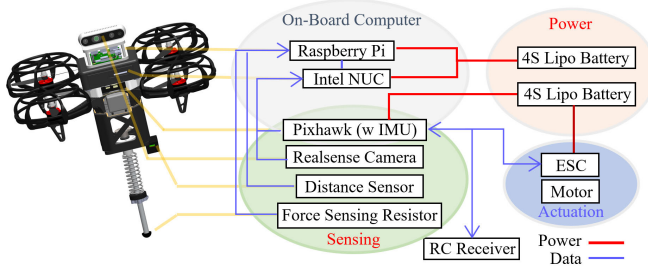 On-Board Computer
Power
Raspberry Pi
4S Lipo Battery
Intel NUC
4S Lipo Battery
Pixhawk (w IMU)
Realsense Camera
ESC
Distance Sensor
Motor
Force Sensing Resistor
Actuation
Sensing
RC Receiver
Power
Data